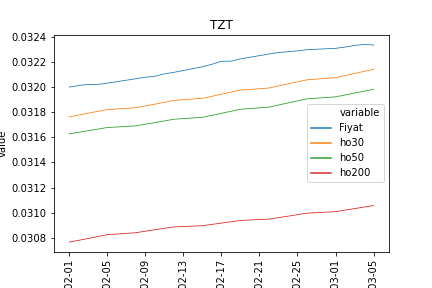 TZT
0.0324
0.0322
0.0320
0.0318
0.0316
0.0314
0.0312
0.0310
0.0308
value
variable
Fiyat
ho30
ho50
ho200
02-01
02-05
02-09
02-13
02-17
02-21
02-25
03-01
03-05